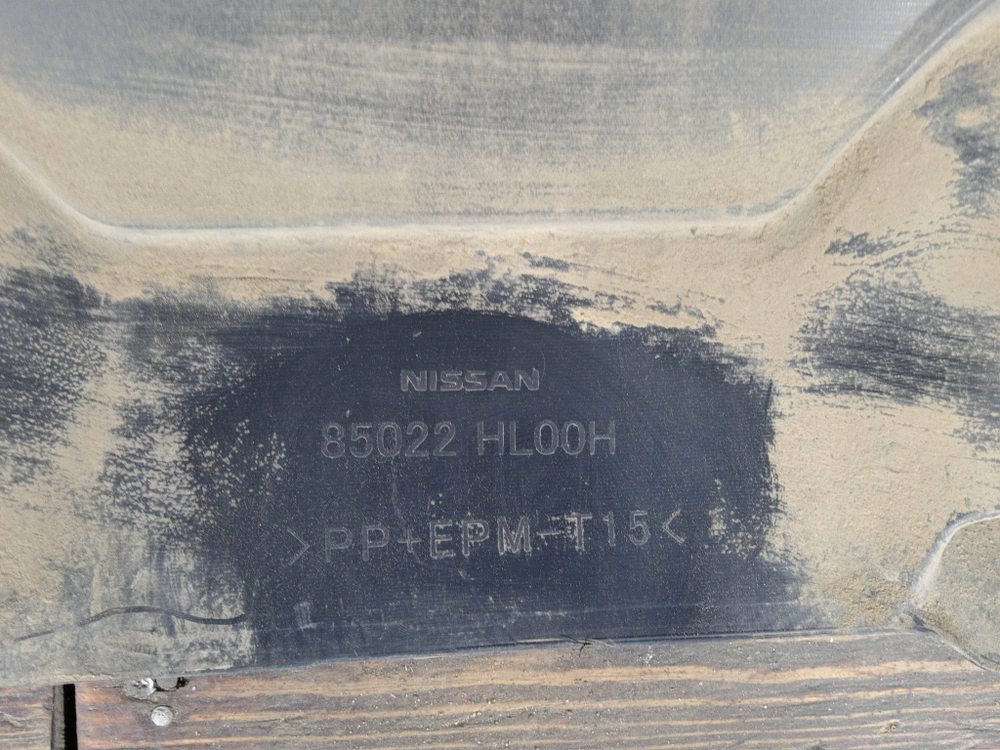 NISSAN
85022 HL00H
>PP+EPM-T15<